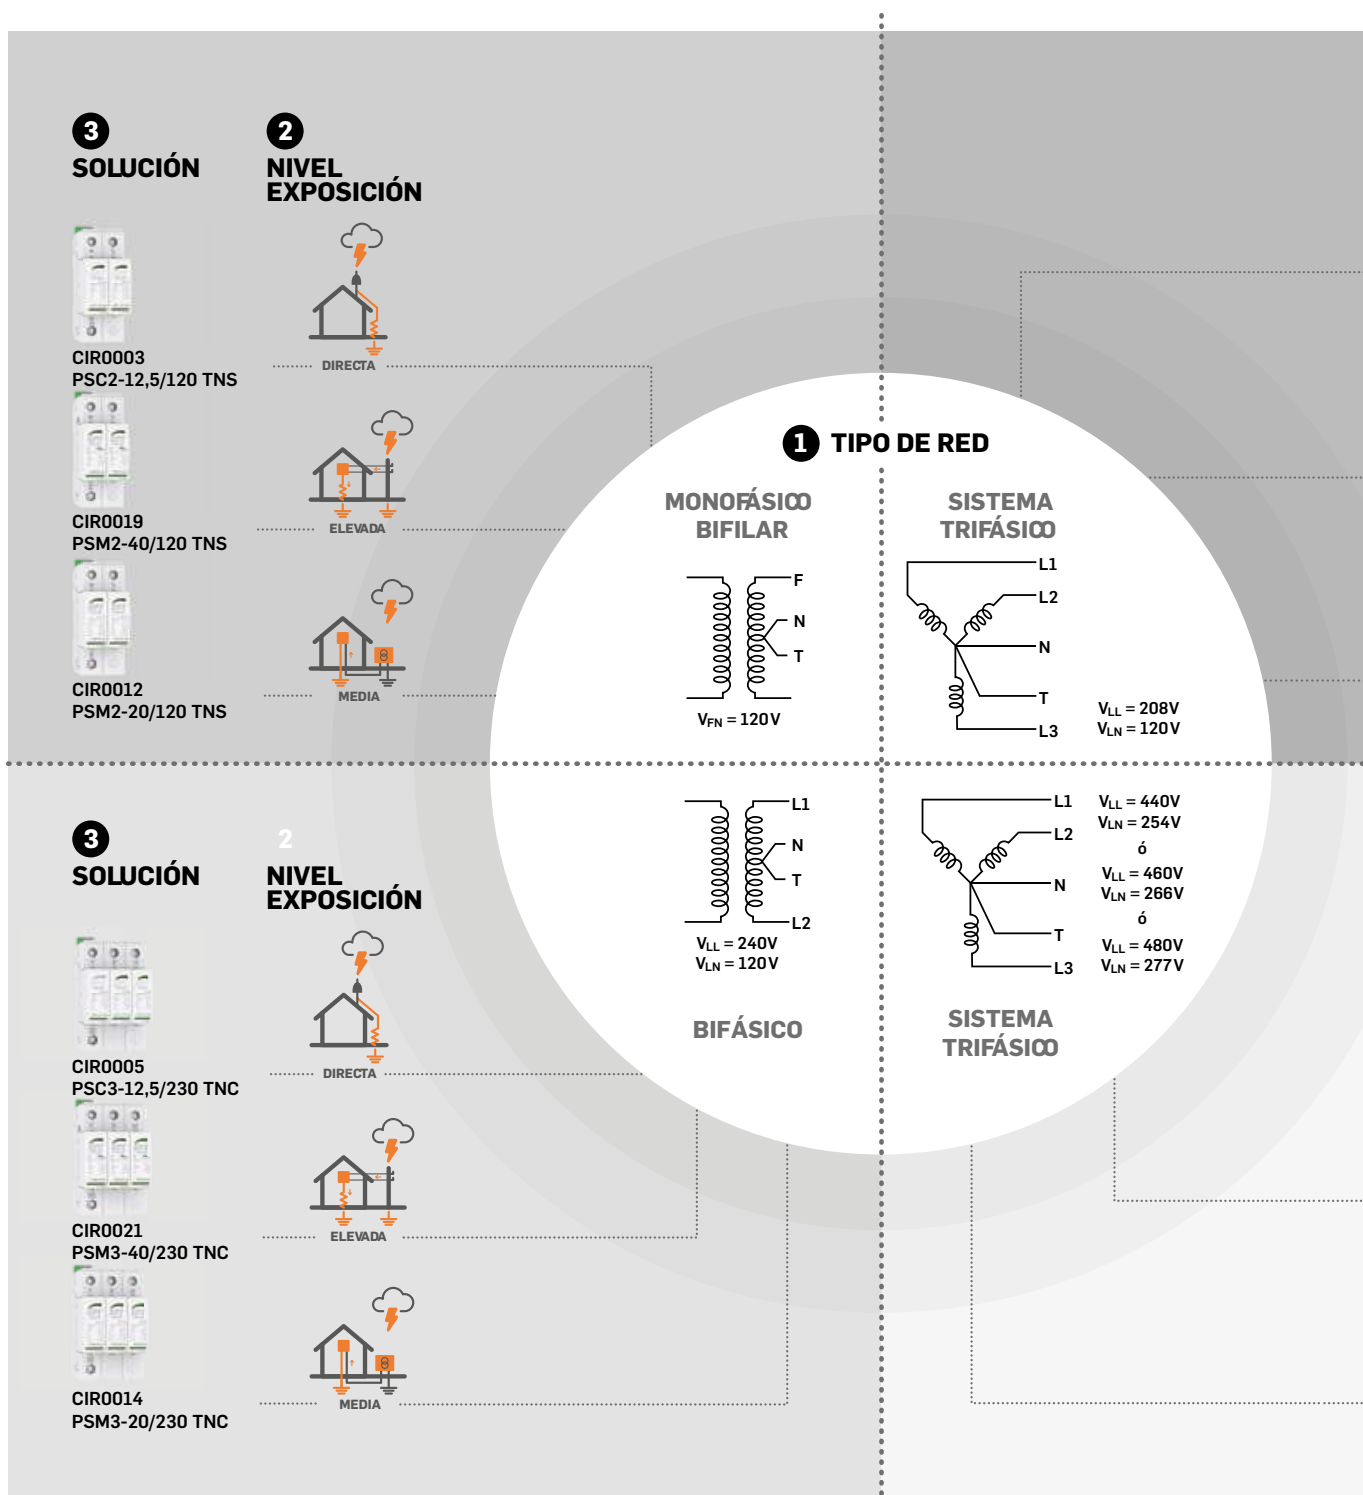 3
SOLUCIÓN
2
NIVEL
EXPOSICIÓN
CIR0003
PSC2-12,5/120 TNS
DIRECTA
CIR0019
PSM2-40/120 TNS
ELEVADA
CIR0012
PSM2-20/120 TNS
MEDIA
1 TIPO DE RED
MONOFÁSICO
BIFILAR
F
N
T
VFN = 120V
SISTEMA
TRIFÁSICO
L1
L2
N
T
L3
VLL = 208V
VLN = 120V
3
SOLUCIÓN
2
NIVEL
EXPOSICIÓN
CIR0005
PSC3-12,5/230 TNC
DIRECTA
CIR0021
PSM3-40/230 TNC
ELEVADA
CIR0014
PSM3-20/230 TNC
MEDIA
L1
N
T
L2
VLL = 240V
VLN = 120V
BIFÁSICO
L1
L2
N
T
L3
VLL = 440V
VLN = 254V
ó
VLL = 460V
VLN = 266V
ó
VLL = 480V
VLN = 277V
SISTEMA
TRIFÁSICO